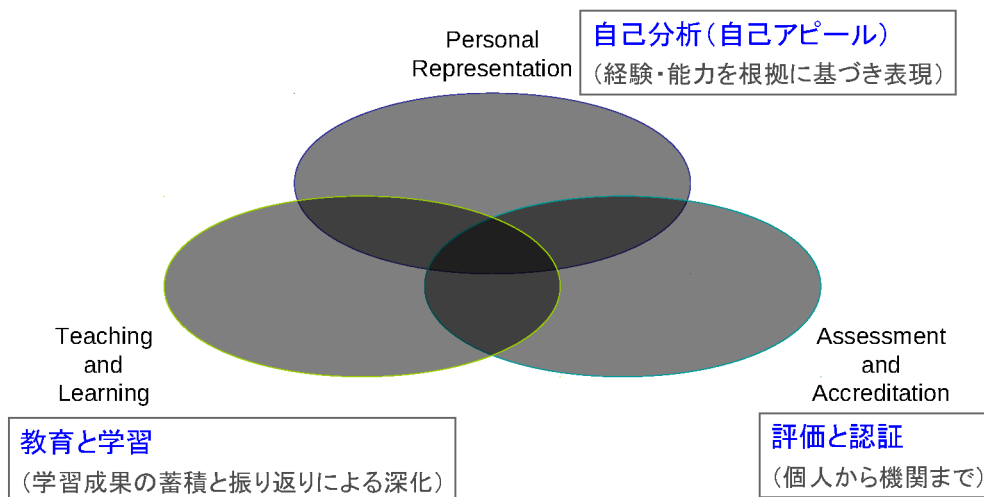 Personal
Representation
自己分析(自己アピール)
(経験・能力を根拠に基づき表現)
Teaching
and
Learning
教育と学習
(学習成果の蓄積と振り返りによる深化)
Assessment
and
Accreditation
評価と認証
(個人から機関まで)